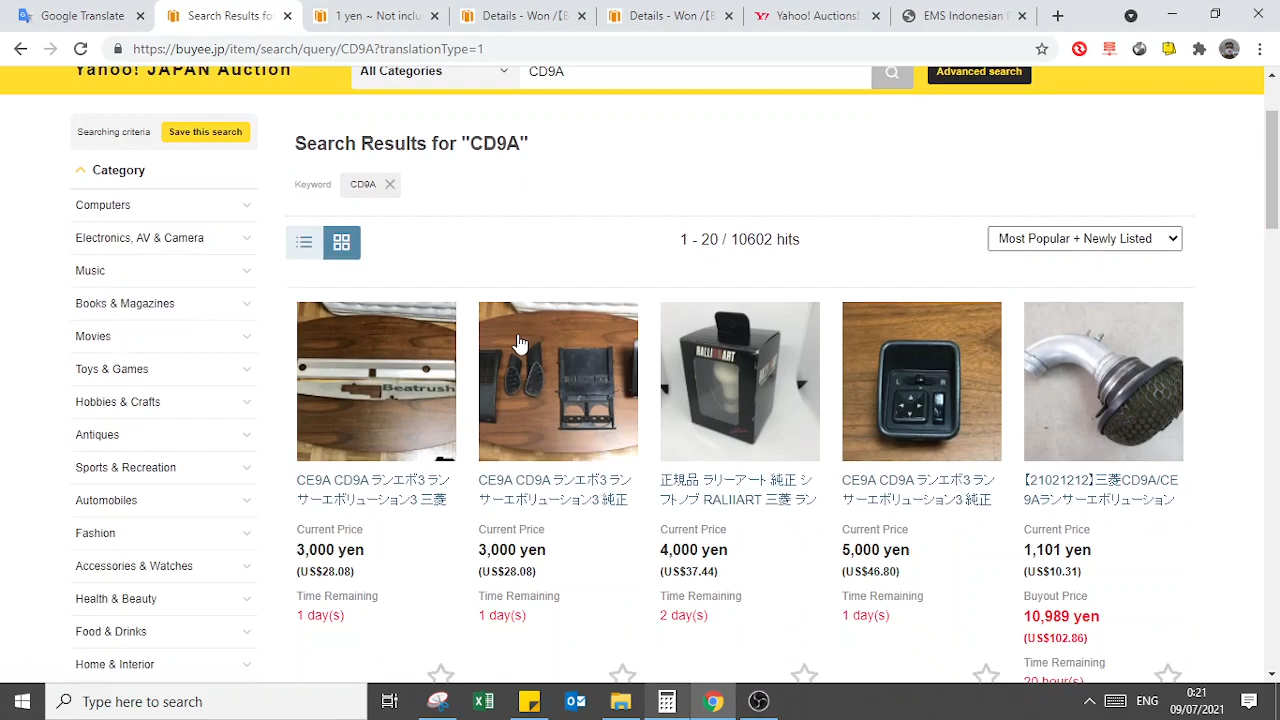 Google Translate
Search Results fo
1 yen ~ Not inclu
Details - Won /【B
Details - Won /【B
Yahoo! Auctions!
EMS Indonesian P
https://buyee.jp/item/search/query/CD9A?translationType=1
Yahoo! JAPAN Auction
All Categories
CD9A
Advanced search
Searching criteria
Save this search
Category
Computers
Electronics, AV & Camera
Music
Books & Magazines
Movies
Toys & Games
Hobbies & Crafts
Antiques
Sports & Recreation
Automobiles
Fashion
Accessories & Watches
Health & Beauty
Food & Drinks
Home & Interior
Search Results for "CD9A"
Keyword
CD9A
1 - 20 / 10602 hits
Most Popular + Newly Listed
Beatrush
CE9A CD9A ランエボ3 ラン
サーエボリューション3 三菱
Current Price
3,000 yen
(US$28.08)
Time Remaining
1 day(s)
CE9A CD9A ランエボ3 ラン
サーエボリューション3 純正
Current Price
3,000 yen
(US$28.08)
Time Remaining
1 day(s)
RALLIART
正規品 ラリーアート 純正 シ
フトノブ RALIIART 三菱 ラン
Current Price
4,000 yen
(US$37.44)
Time Remaining
2 day(s)
L R
CE9A CD9A ランエボ3 ラン
サーエボリューション3 純正
Current Price
5,000 yen
(US$46.80)
Time Remaining
1 day(s)
【21021212】三菱CD9A/CE
9Aランサーエボリューション
Current Price
1,101 yen
(US$10.31)
Buyout Price
10,989 yen
(US$102.86)
Time Remaining
20 hour(s)
Type here to search
ENG
0:21
09/07/2021